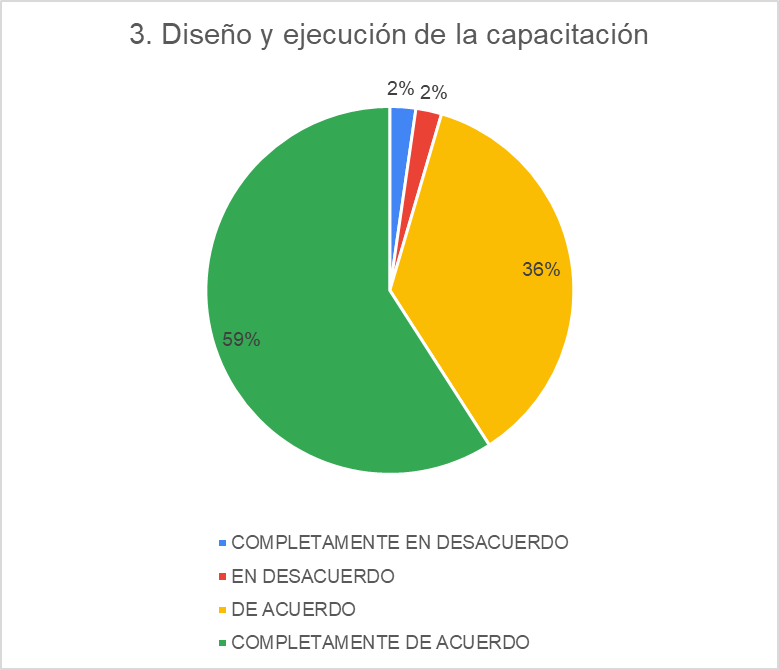 3. Diseño y ejecución de la capacitación
2%
2%
36%
59%
COMPLETAMENTE EN DESACUERDO
EN DESACUERDO
DE ACUERDO
COMPLETAMENTE DE ACUERDO